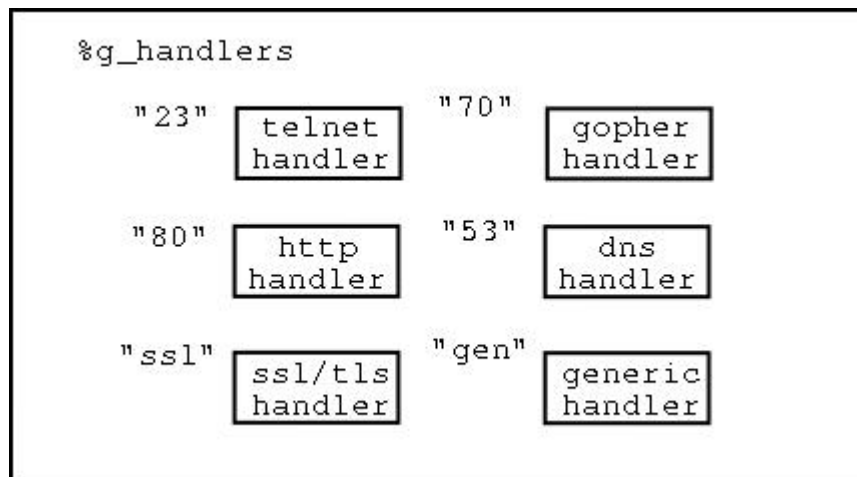 %g_handlers
"23" telnet handler
"70" gopher handler
"80" http handler
"53" dns handler
"ssl" ssl/tls handler
"gen" generic handler